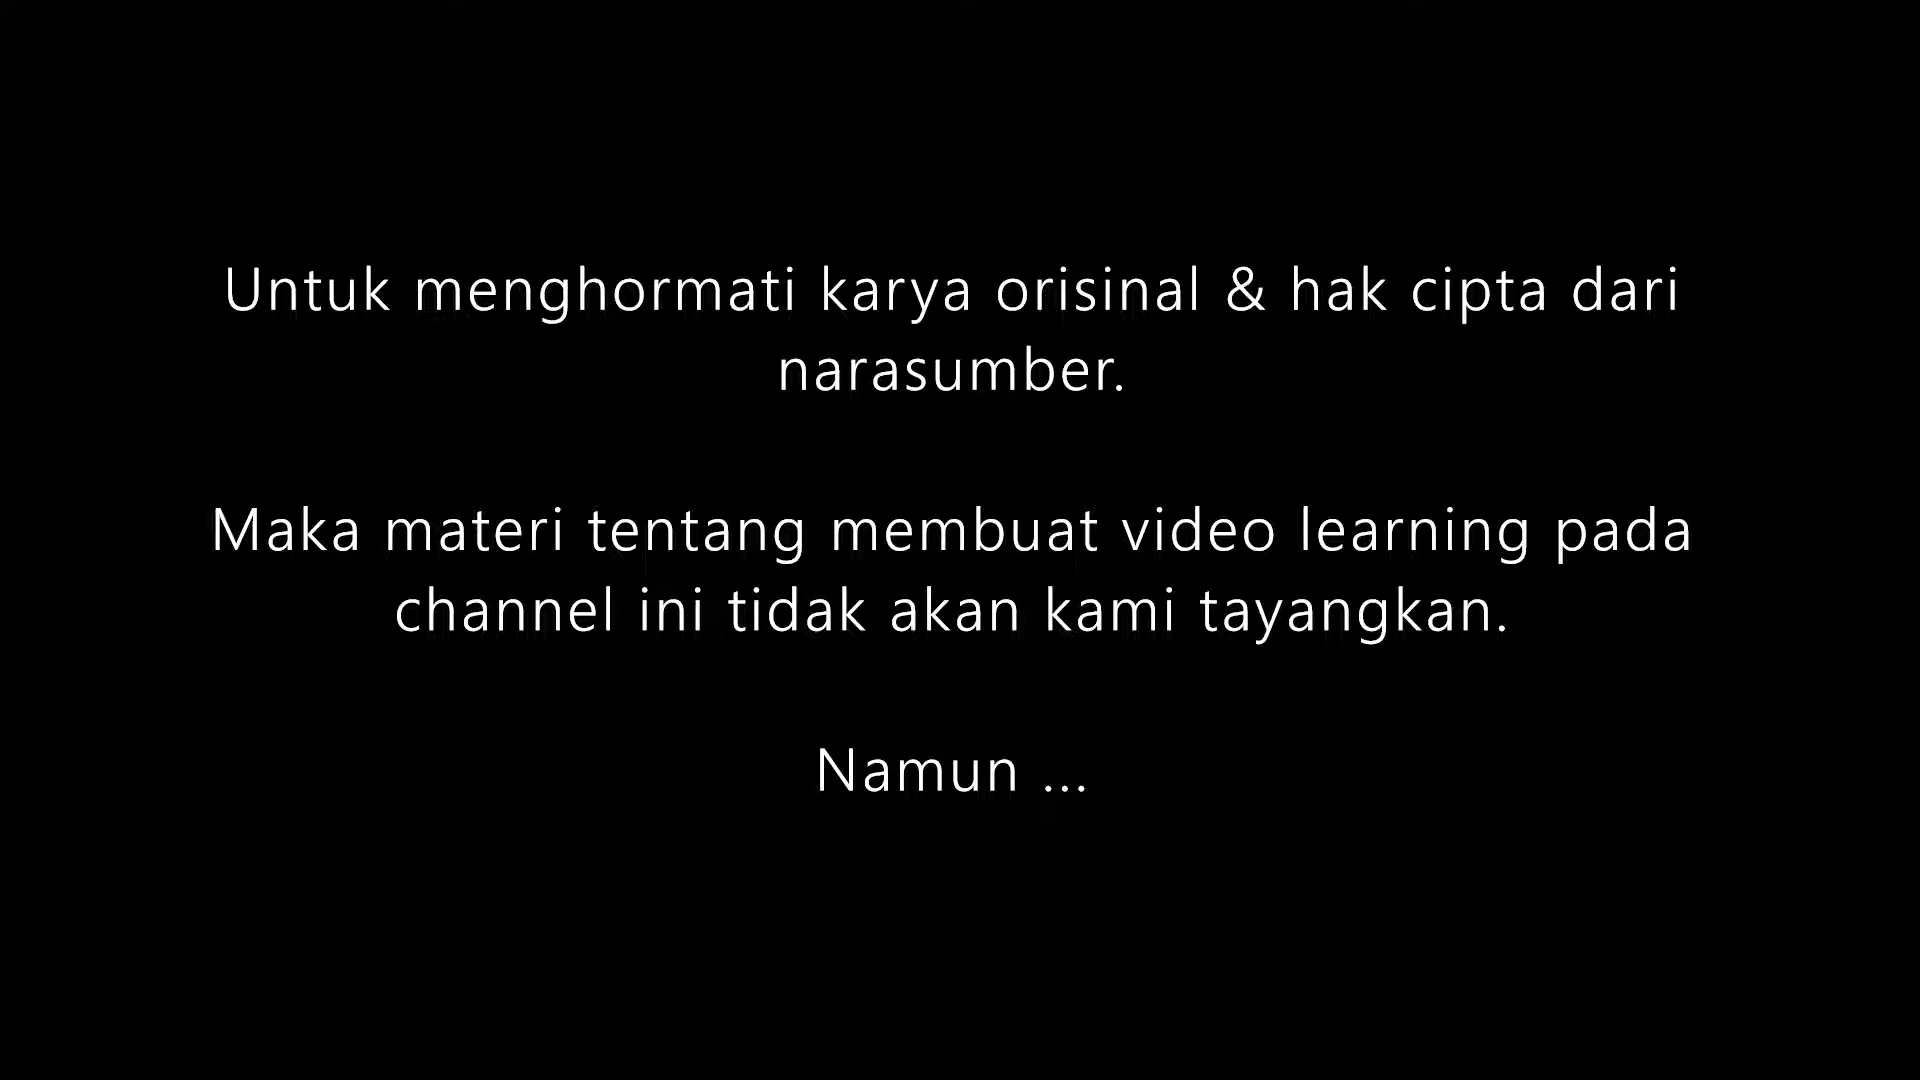 Untuk menghormati karya orisinal & hak cipta dari
narasumber.
Maka materi tentang membuat video learning pada
channel ini tidak akan kami tayangkan.
Namun ...